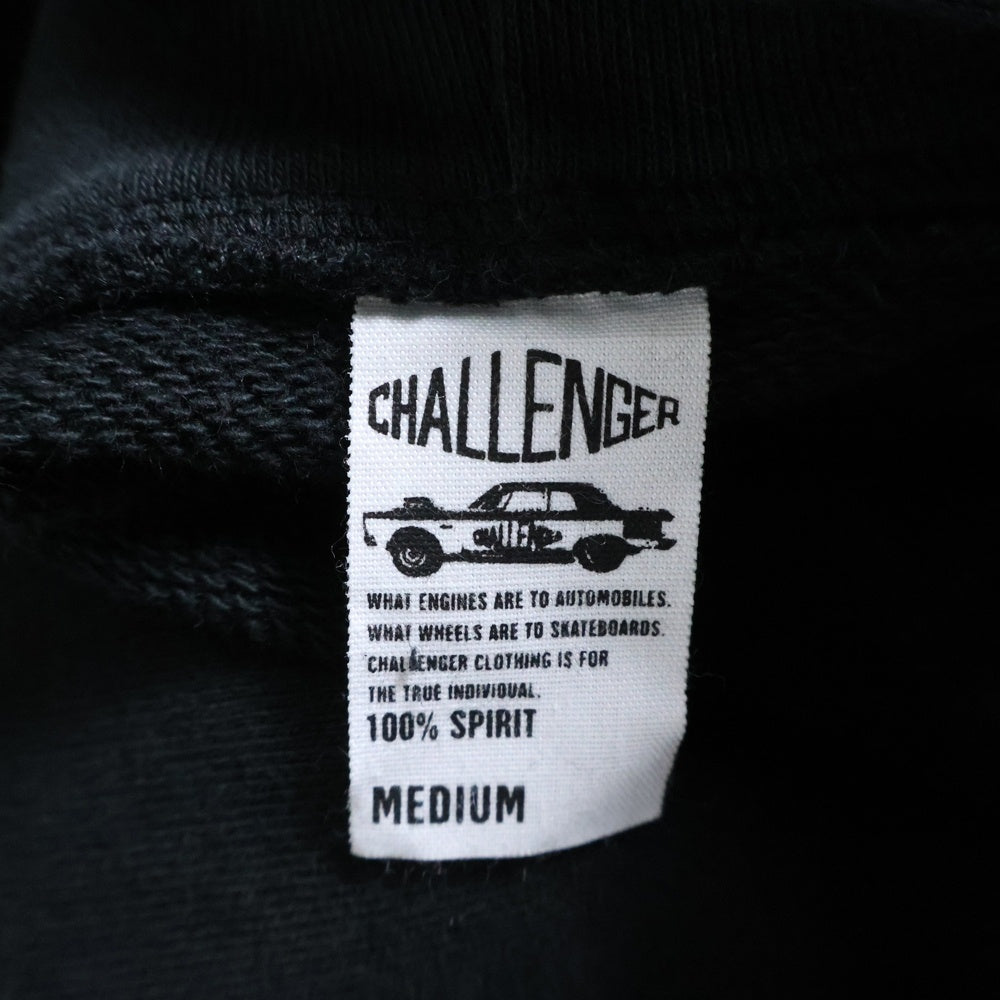 CHALLENGER
CHALLENGER
WHAT ENGINES ARE TO AUTOMOBILES.
WHAT WHEELS ARE TO SKATEBOARDS.
CHALLENGER CLOTHING IS FOR
THE TRUE INDIVIDUAL.
100% SPIRIT
MEDIUM